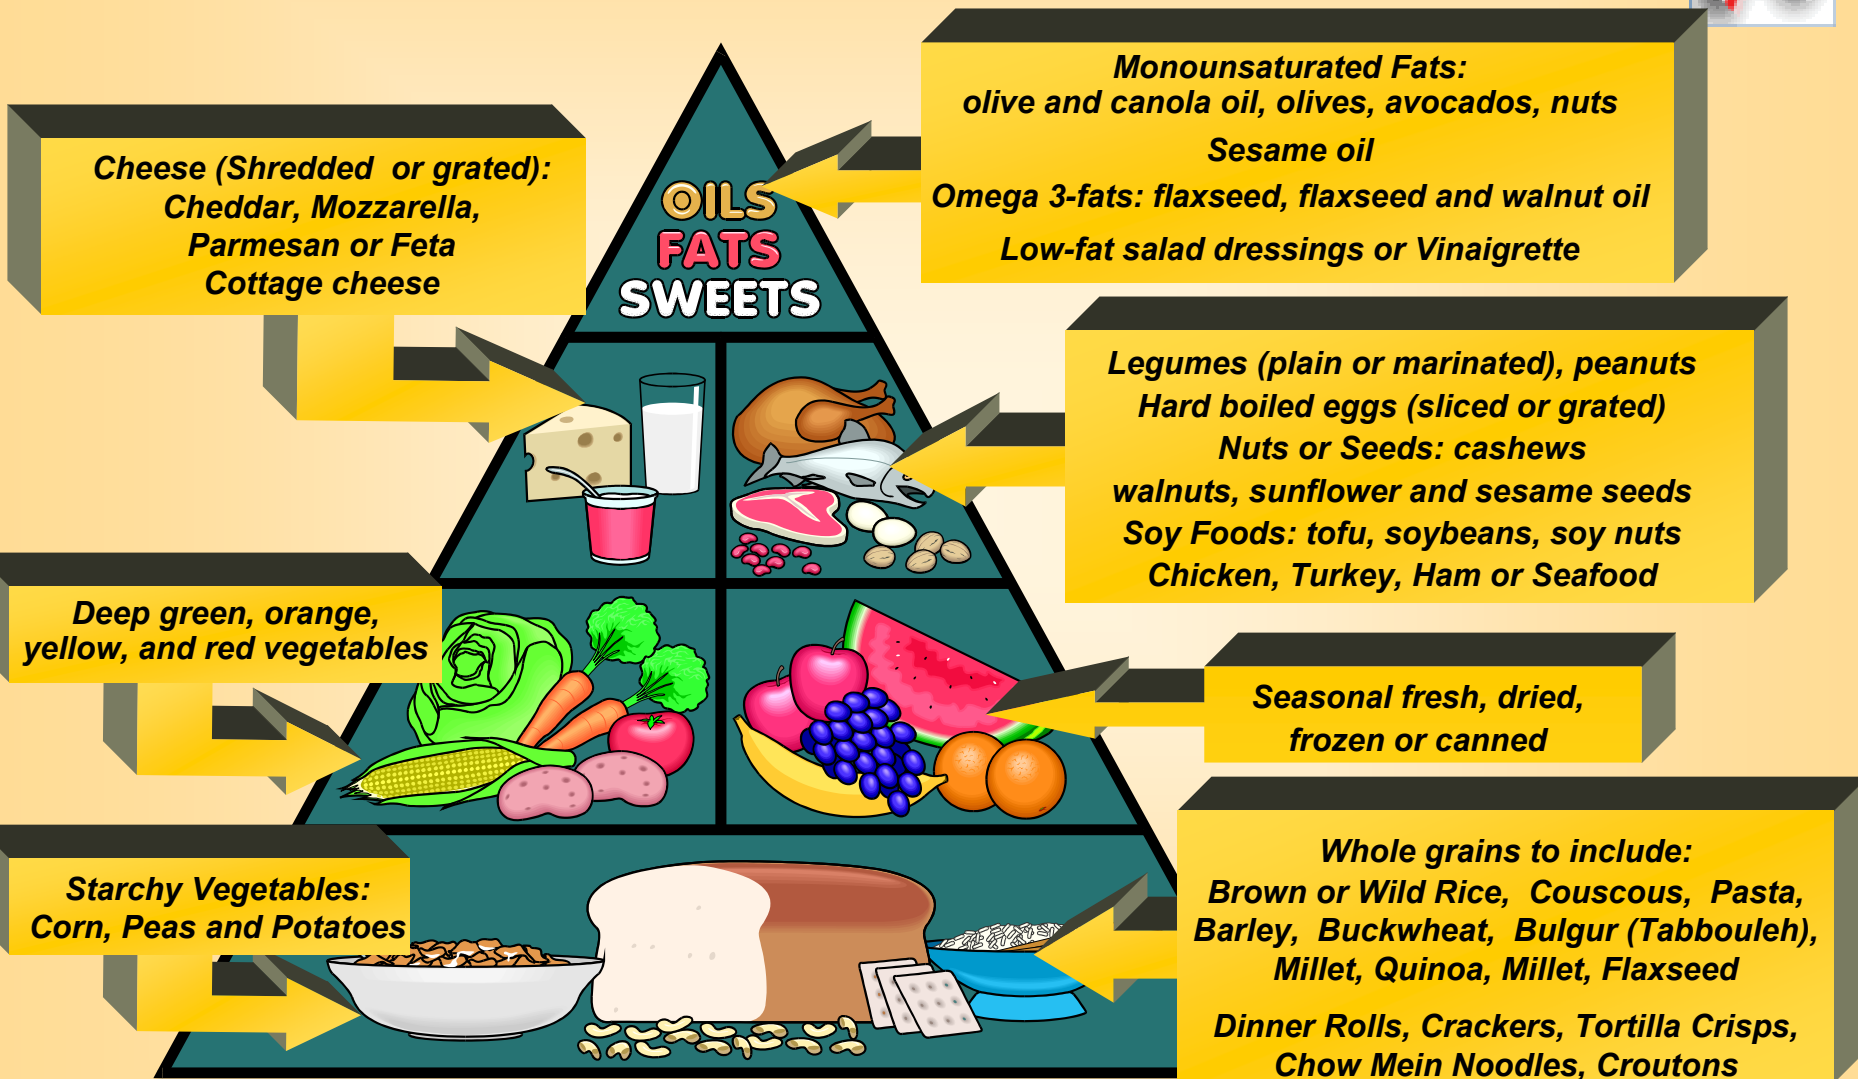 Monounsaturated Fats:
olive and canola oil, olives, avocados, nuts
Sesame oil
Omega 3-fats: flaxseed, flaxseed and walnut oil
Low-fat salad dressings or Vinaigrette
Cheese (Shredded or grated):
Cheddar, Mozzarella,
Parmesan or Feta
Cottage cheese
OILS
FATS
SWEETS
Legumes (plain or marinated), peanuts
Hard boiled eggs (sliced or grated)
Nuts or Seeds: cashews
walnuts, sunflower and sesame seeds
Soy Foods: tofu, soybeans, soy nuts
Chicken, Turkey, Ham or Seafood
Deep green, orange,
yellow, and red vegetables
Seasonal fresh, dried,
frozen or canned
Starchy Vegetables:
Corn, Peas and Potatoes
Whole grains to include:
Brown or Wild Rice, Couscous, Pasta,
Barley, Buckwheat, Bulgur (Tabbouleh),
Millet, Quinoa, Millet, Flaxseed
Dinner Rolls, Crackers, Tortilla Crisps,
Chow Mein Noodles, Croutons